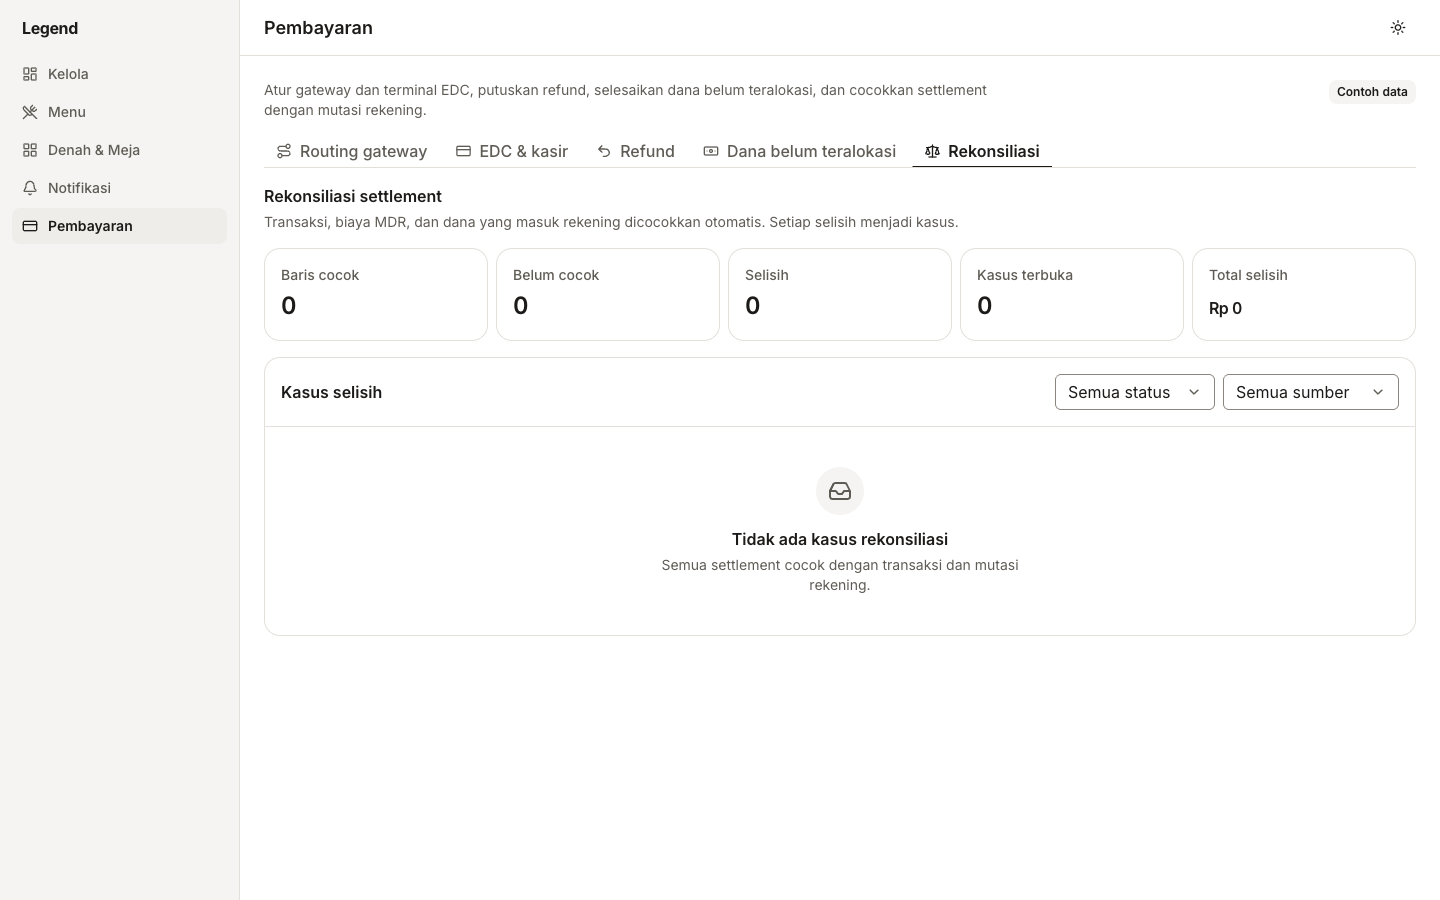 Legend
Kelola
Menu
Denah & Meja
Notifikasi
Pembayaran
Pembayaran
Atur gateway dan terminal EDC, putuskan refund, selesaikan dana belum teralokasi, dan cocokkan settlement
dengan mutasi rekening.
Contoh data
Routing gateway
EDC & kasir
Refund
Dana belum teralokasi
Rekonsiliasi
Rekonsiliasi settlement
Transaksi, biaya MDR, dan dana yang masuk rekening dicocokkan otomatis. Setiap selisih menjadi kasus.
Baris cocok
0
Belum cocok
0
Selisih
0
Kasus terbuka
0
Total selisih
Rp 0
Kasus selisih
Semua status
Semua sumber
Tidak ada kasus rekonsiliasi
Semua settlement cocok dengan transaksi dan mutasi
rekening.